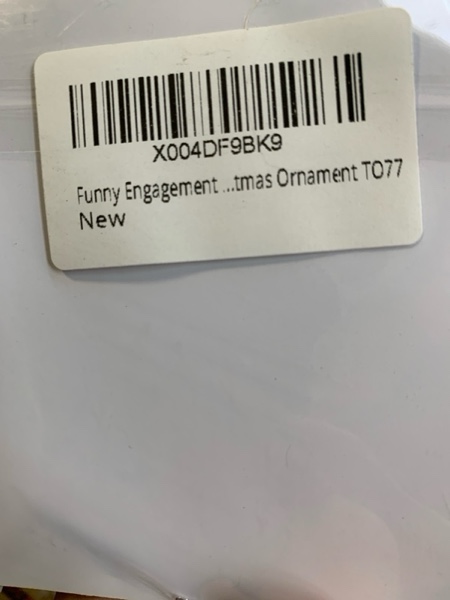 X004DF9BK9
Funny Engagement ...tmas Ornament TO77
New